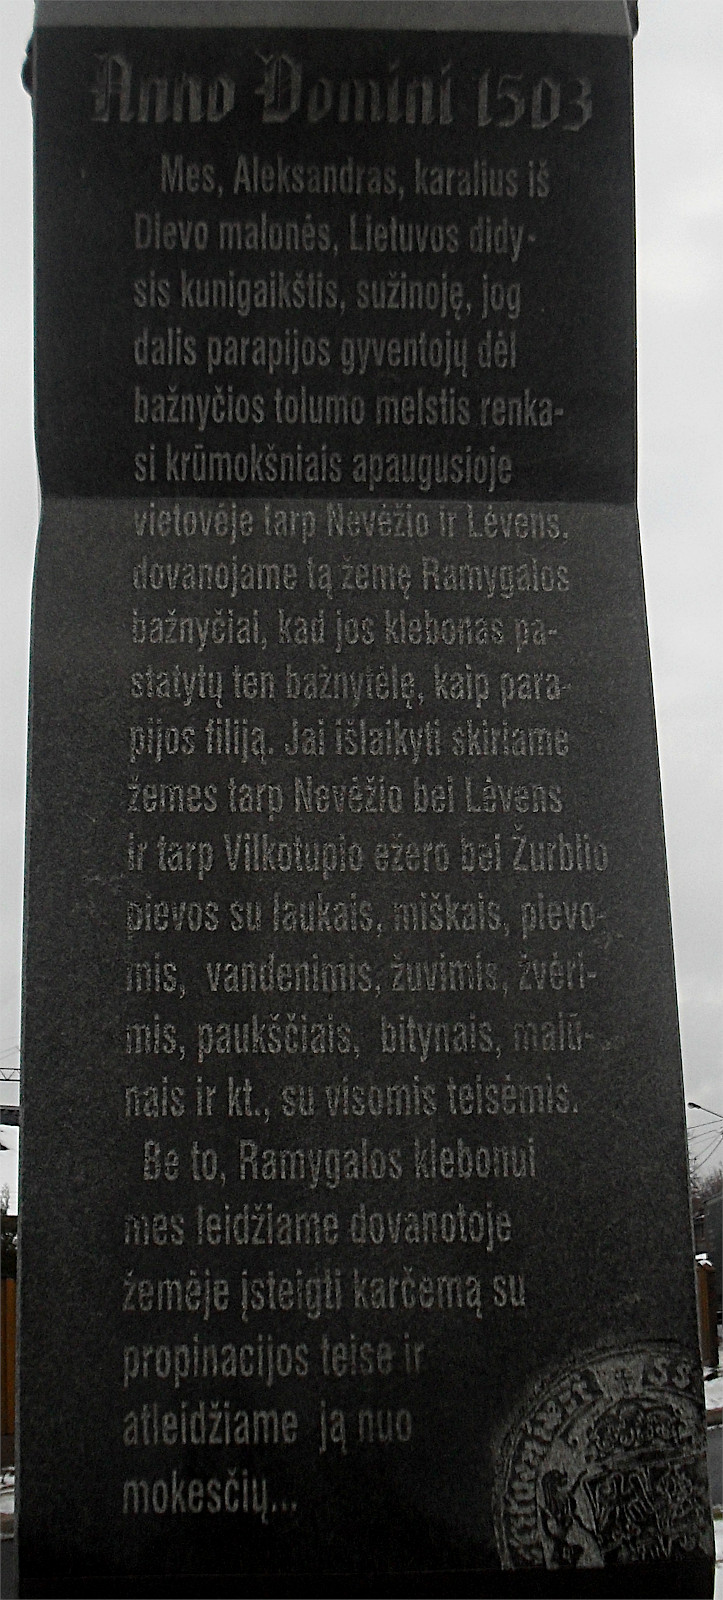 Anno Domini 1503
Mes, Aleksandras, karalius iš
Dievo malonės, Lietuvos didy-
sis kunigaikštis, sužinoję, jog
dalis parapijos gyventojų dėl
bažnyčios tolumo melstis renka-
si krūmokšniais apaugusioje
vietovėje tarp Nevėžio ir Lėvens.
dovanojame tą žemę Ramygalos
bažnyčiai, kad jos klebonas pa-
statytų ten bažnytėlę, kaip para-
pijos filiją. Jai išlaikyti skiriame
žemes tarp Nevėžio bei Lėvens
ir tarp Vilkotupio ežero bei Žurblio
pievos su laukais, miškais, pievo-
mis, vandenimis, žuvimis, žvėri-
mis, paukščiais, bitynais, malū-
nais ir kt., su visomis teisėmis.
Be to, Ramygalos klebonui
mes leidžiame dovanotoje
žemėje įsteigti karčemą su
propinacijos teise ir
atleidžiame ją nuo
mokesčių...